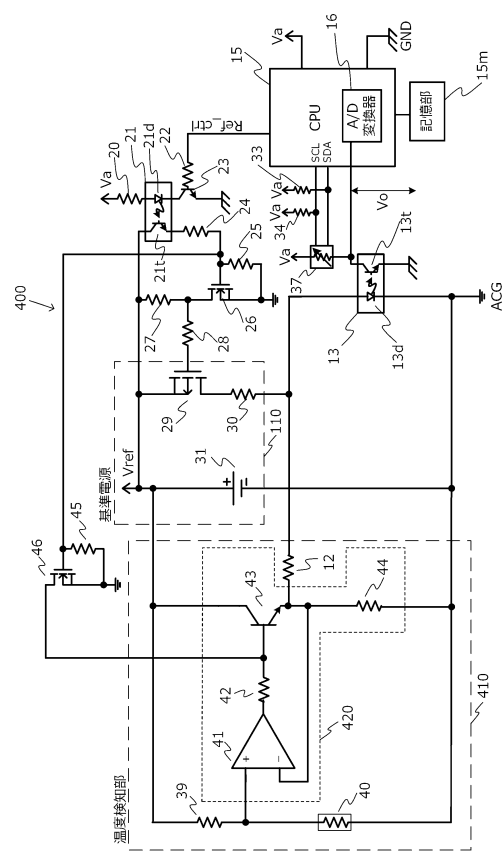 400
温度検知部
39
40
41
+
−
42
43
44
12
420
410
46
45
基準電源
Vref
31
+
−
110
29
30
28
27
26
25
24
21t
21
21d
20
Va
22
23
Ref_ctrl
15
CPU
16
A/D
変換器
SCL
SDA
Va
GND
記憶部
15m
33
Va
34
Va
Va
37
Vo
13t
13
13d
ACG